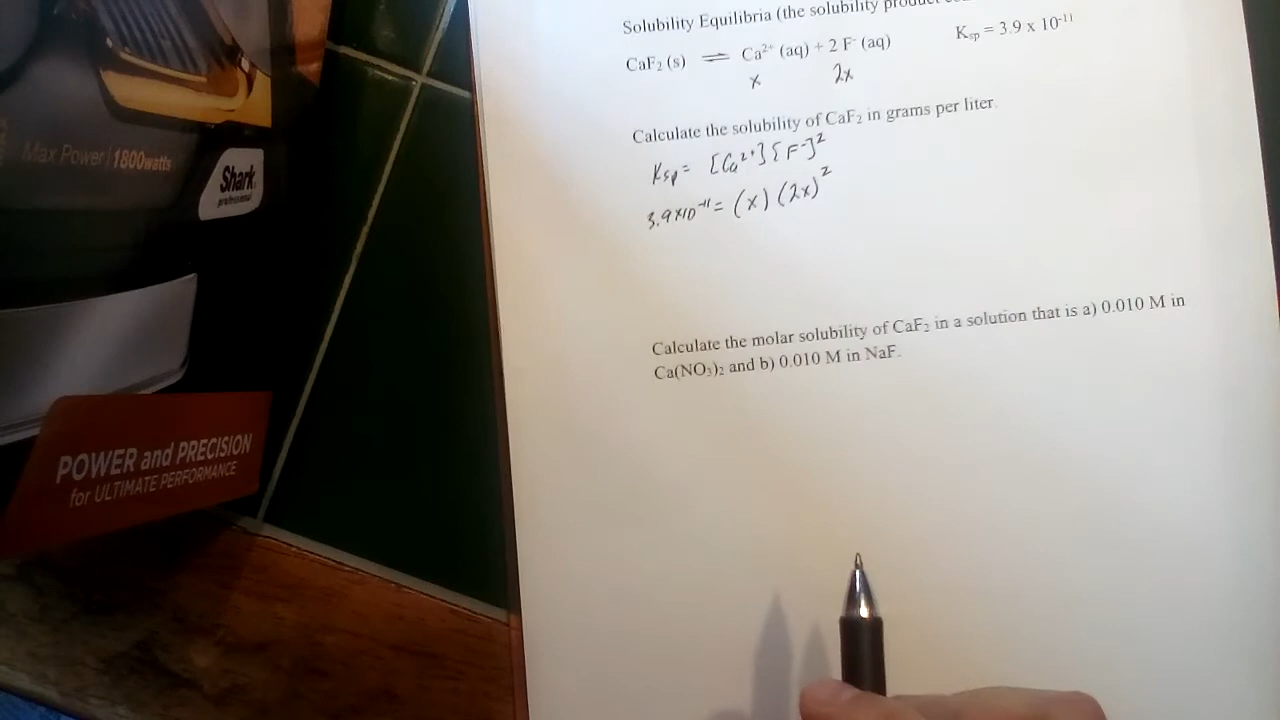 Solubility Equilibria (the solubility product
CaF₂ (s) ⇌ Ca²⁺ (aq) + 2 F⁻ (aq) Ksp = 3.9 x 10⁻¹¹
x 2x
Calculate the solubility of CaF₂ in grams per liter.
Ksp = [Ca²⁺][F⁻]²
3.9x10⁻¹¹ = (x) (2x)²
Calculate the molar solubility of CaF₂ in a solution that is a) 0.010 M in
Ca(NO₃)₂ and b) 0.010 M in NaF.
Max Power | 1800watts
Shark
professional
POWER and PRECISION
for ULTIMATE PERFORMANCE